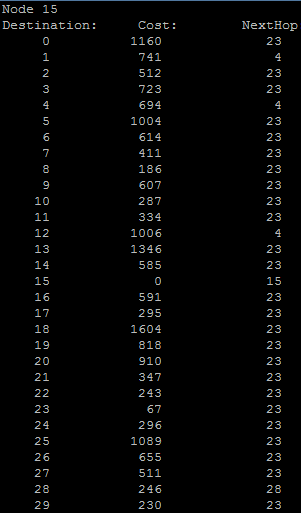 Node 15
Destination: Cost: NextHop
0 1160 23
1 741 4
2 512 23
3 723 23
4 694 4
5 1004 23
6 614 23
7 411 23
8 186 23
9 607 23
10 287 23
11 334 23
12 1006 4
13 1346 23
14 585 23
15 0 15
16 591 23
17 295 23
18 1604 23
19 818 23
20 910 23
21 347 23
22 243 23
23 67 23
24 296 23
25 1089 23
26 655 23
27 511 23
28 246 28
29 230 23